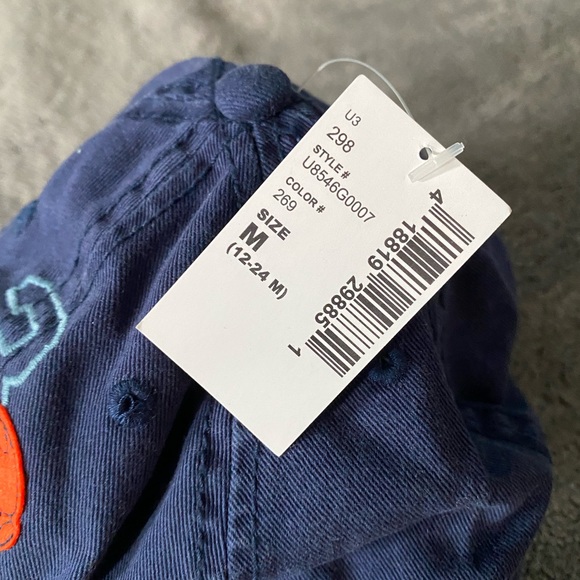 U3
298
STYLE #
U8546G0007
COLOR #
269
SIZE
M
(12-24 M)
4 18819 29885 1